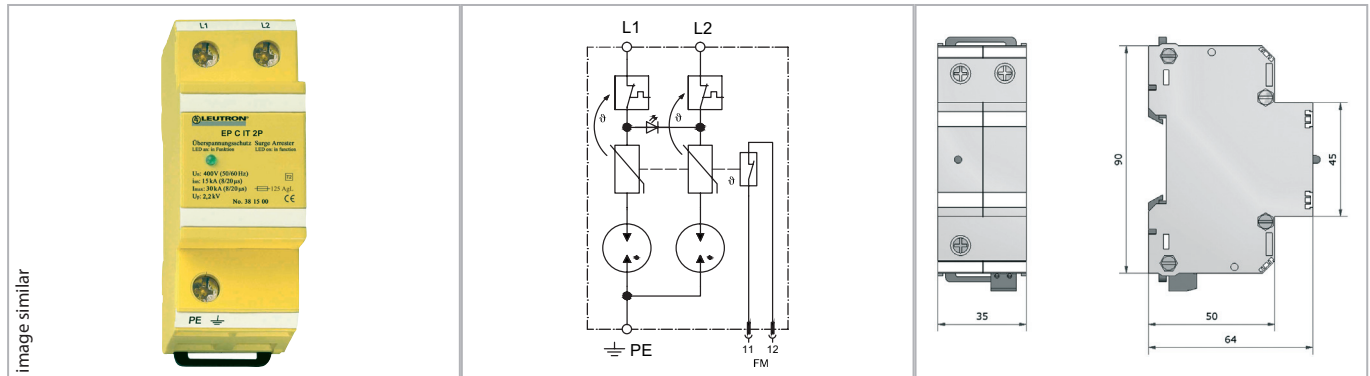 image similar
L1 L2
LEUTRON®
EP C IT 2P
Überspannungsschutz Surge Arrester
LED an: in Funktion LED on: in function
Uc: 400V (50/60Hz)
isn: 15kA (8/20µs)
Imax: 30kA (8/20µs)
125 AgL
Up: 2,2kV
No. 38 15 00
CE
PE
L1 L2
ϑ ϑ
ϑ
PE
11 12
FM
35
90
45
50
64